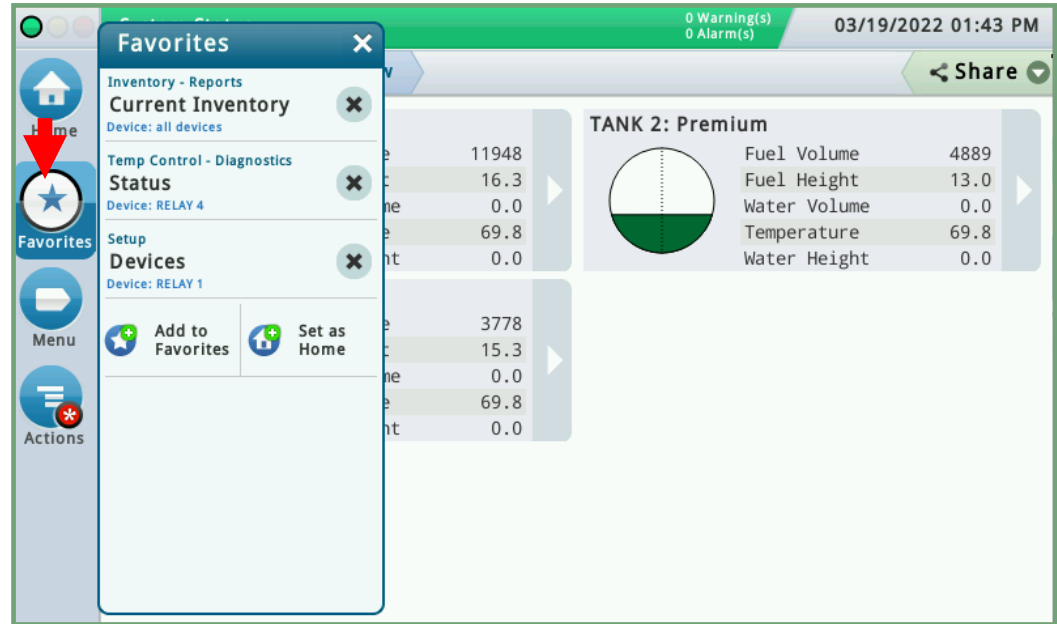 0 Warning(s)
0 Alarm(s)
03/19/2022 01:43 PM
Share
Home
Favorites
Menu
Actions
Favorites
Inventory - Reports
Current Inventory
Device: all devices
Temp Control - Diagnostics
Status
Device: RELAY 4
Setup
Devices
Device: RELAY 1
Add to
Favorites
Set as
Home
11948
16.3
0.0
69.8
0.0
3778
15.3
0.0
69.8
0.0
TANK 2: Premium
Fuel Volume 4889
Fuel Height 13.0
Water Volume 0.0
Temperature 69.8
Water Height 0.0